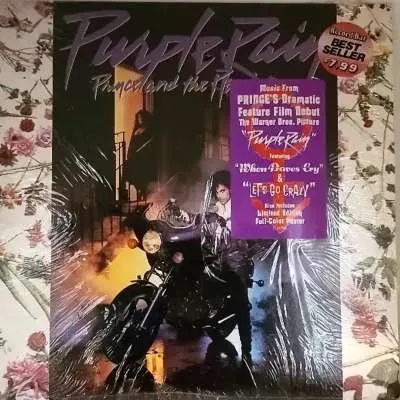 Purple Rain
Prince and the
Record Bar
BEST
SELLER
7.99
Music From
PRINCE'S Dramatic
Feature Film Debut
The Warner Bros. Picture
"Purple Rain"
Featuring
"When Doves Cry"
&
"LET'S GO CRAZY"
Also Includes
Limited Edition
Full-Color Poster